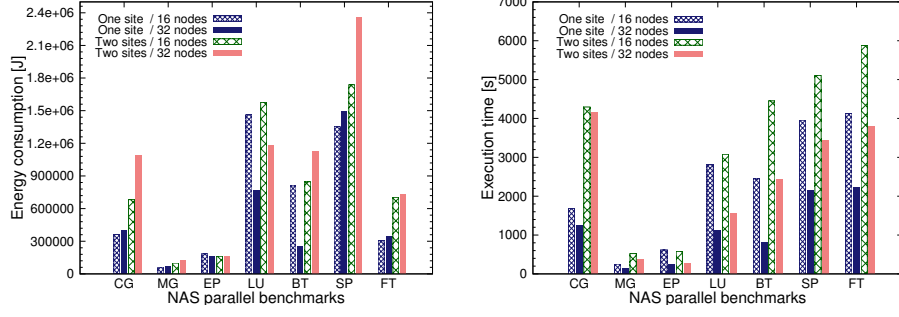 2.4e+06
2.1e+06
1.8e+06
1.5e+06
1.2e+06
900000
600000
300000
0
Energy consumption [J]
One site / 16 nodes
One site / 32 nodes
Two sites / 16 nodes
Two sites / 32 nodes
CG MG EP LU BT SP FT
NAS parallel benchmarks
7000
6000
5000
4000
3000
2000
1000
0
Execution time [s]
One site / 16 nodes
One site / 32 nodes
Two sites / 16 nodes
Two sites / 32 nodes
CG MG EP LU BT SP FT
NAS parallel benchmarks